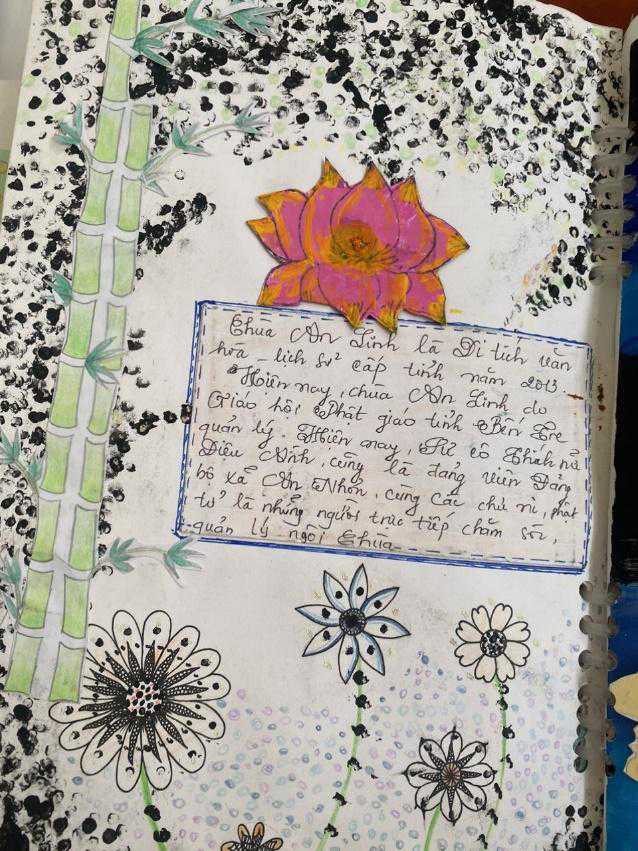 Chùa An Linh là Di tích văn
hóa - lịch sử cấp tỉnh năm 2013.
Hiện nay, chùa An Linh do
Giáo hội Phật giáo tỉnh Bến Tre
quản lý. Hiện nay, Sư cô Thích nữ
Diệu Ninh, cũng là đảng viên Đảng
bộ xã An Nhơn, cùng các chú ni, phật
tử là những người trực tiếp chăm sóc,
quản lý ngôi Chùa